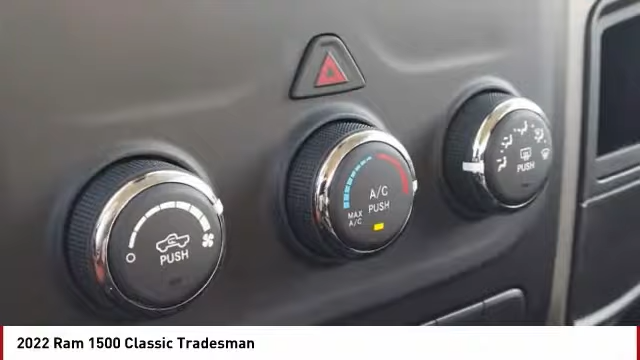 PUSH
A/C
PUSH
MAX
A/C
PUSH
2022 Ram 1500 Classic Tradesman